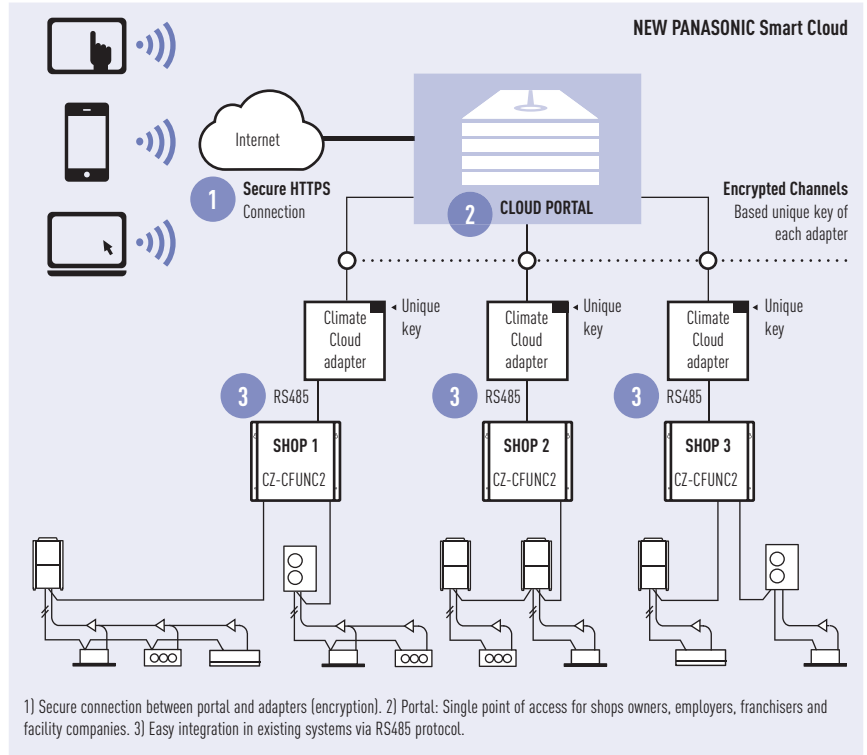 NEW PANASONIC Smart Cloud
Internet
1
Secure HTTPS
Connection
2
CLOUD PORTAL
Encrypted Channels
Based unique key of
each adapter
Climate
Cloud
adapter
Unique
key
Climate
Cloud
adapter
Unique
key
Climate
Cloud
adapter
Unique
key
3
RS485
3
RS485
3
RS485
SHOP 1
CZ-CFUNC2
SHOP 2
CZ-CFUNC2
SHOP 3
CZ-CFUNC2
1) Secure connection between portal and adapters (encryption). 2) Portal: Single point of access for shops owners, employers, franchisers and
facility companies. 3) Easy integration in existing systems via RS485 protocol.